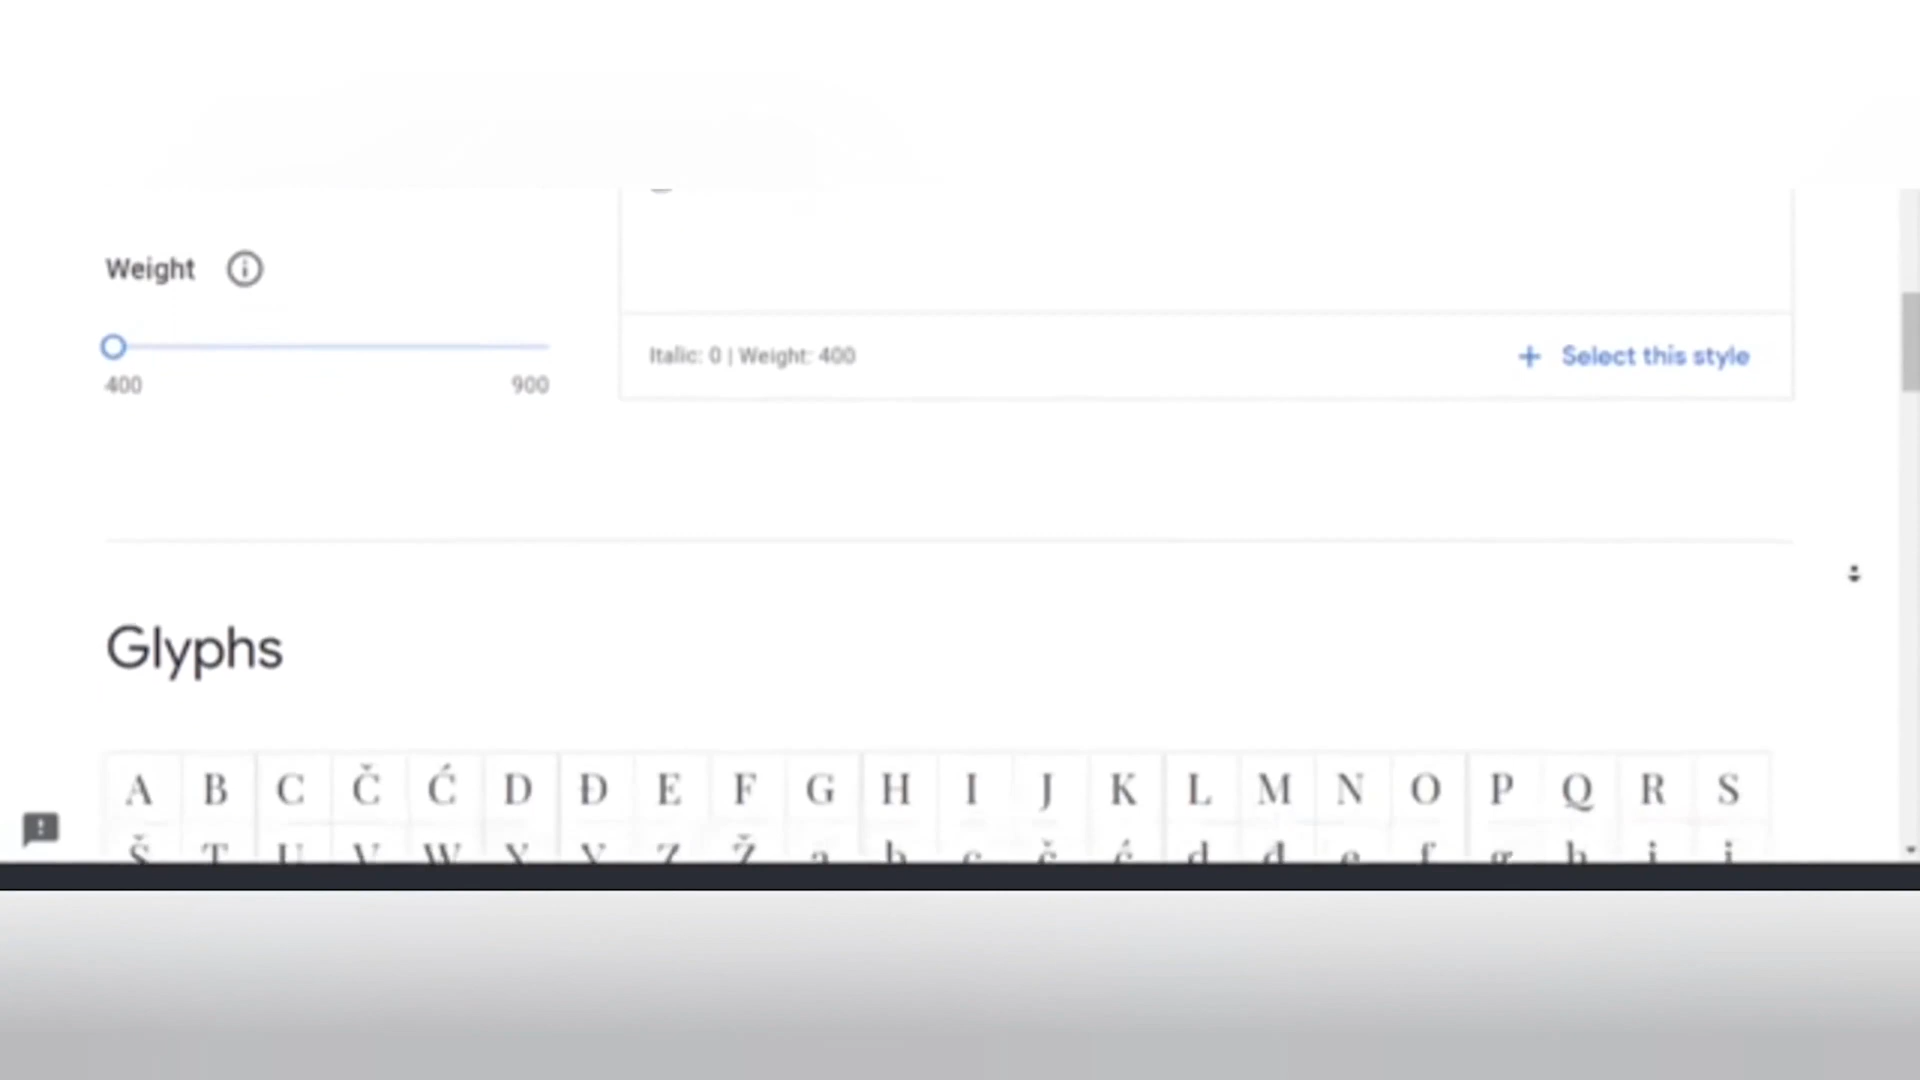 Weight
400 900
Italic: 0 | Weight: 400
+ Select this style
Glyphs
A B C Č Ć D Đ E F G H I J K L M N O P Q R S
Š T U V W X Y Z Ž a b c č ć d đ e f g h i j